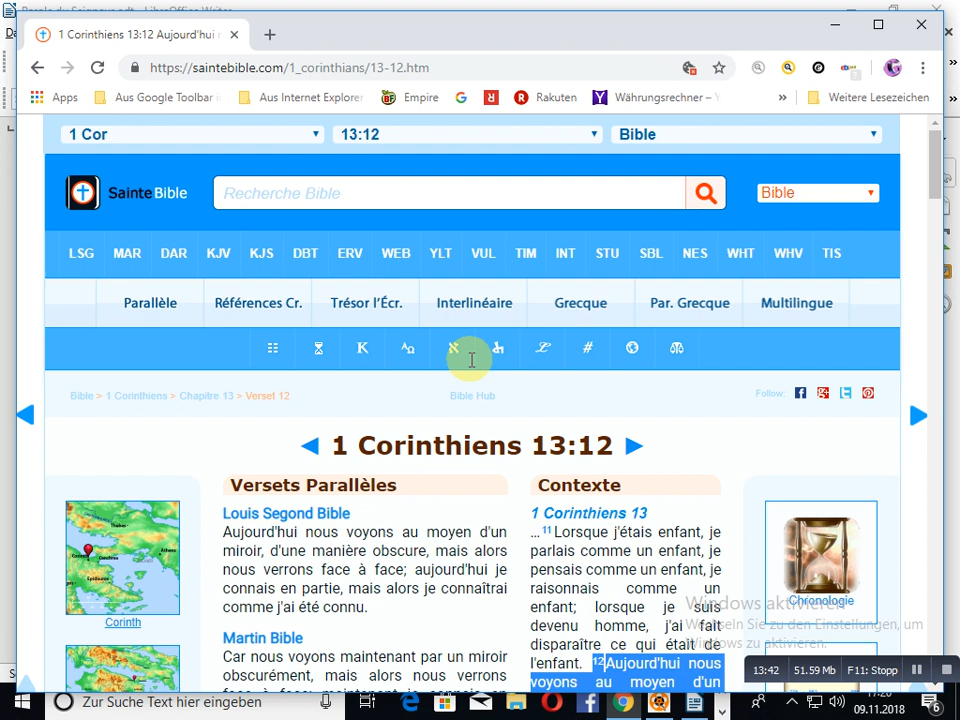 1 Corinthiens 13:12 Aujourd'hui
https://saintebible.com/1_corinthians/13-12.htm
Apps Aus Google Toolbar Aus Internet Explorer Empire Rakuten Währungsrechner – Y » Weitere Lesezeichen
1 Cor 13:12 Bible
SainteBible Recherche Bible Bible
LSG MAR DAR KJV KJS DBT ERV WEB YLT VUL TIM INT STU SBL NES WHT WHV TIS
Parallèle Références Cr. Trésor l'Écr. Interlinéaire Grecque Par. Grecque Multilingue
Bible > 1 Corinthiens > Chapitre 13 > Verset 12
Bible Hub
Follow:
1 Corinthiens 13:12
Versets Parallèles
Louis Segond Bible
Aujourd'hui nous voyons au moyen d'un
miroir, d'une manière obscure, mais alors
nous verrons face à face; aujourd'hui je
connais en partie, mais alors je connaîtrai
comme j'ai été connu.
Martin Bible
Car nous voyons maintenant par un miroir
obscurément, mais alors nous verrons
Contexte
1 Corinthiens 13
…11Lorsque j'étais enfant, je
parlais comme un enfant, je
pensais comme un enfant, je
raisonnais comme un
enfant; lorsque je suis
devenu homme, j'ai fait
disparaître ce qui était de
l'enfant. 12Aujourd'hui nous
voyons au moyen d'un
Corinth
Chronologie
Windows aktivieren
Wechseln Sie zu den Einstellungen, um
Windows zu aktivieren.
13:42 51.59 MB F11: Stopp
Zur Suche Text hier eingeben
09.11.2018
6